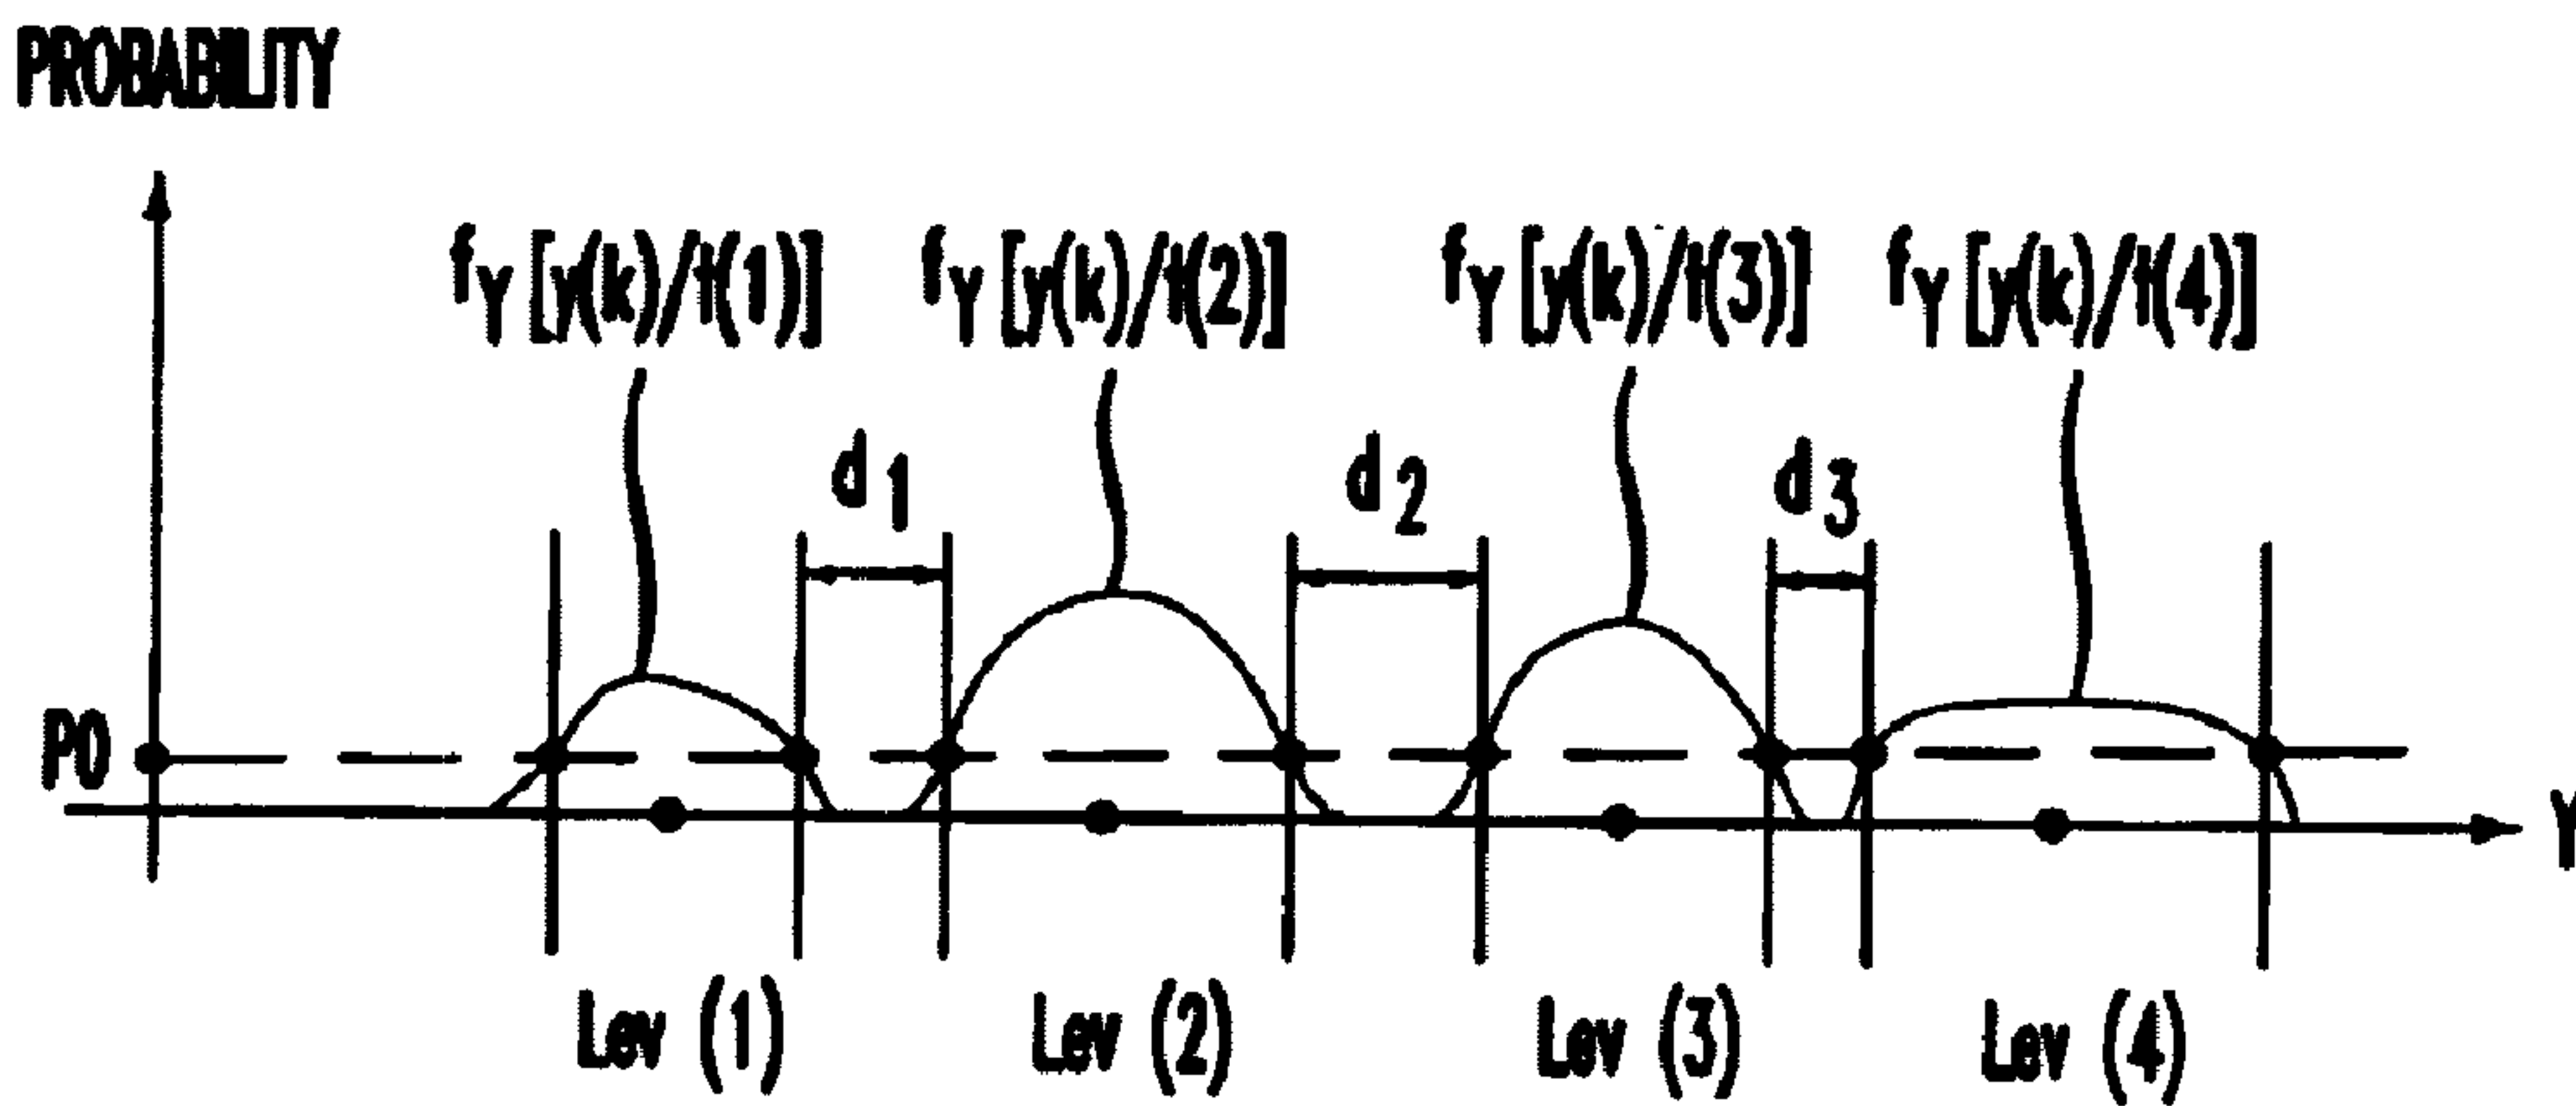 PROBABILITY
fY [y(k)/t(1)] fY [y(k)/t(2)] fY [y(k)/t(3)] fY [y(k)/t(4)]
d1 d2 d3
P0
Y
Lev (1) Lev (2) Lev (3) Lev (4)